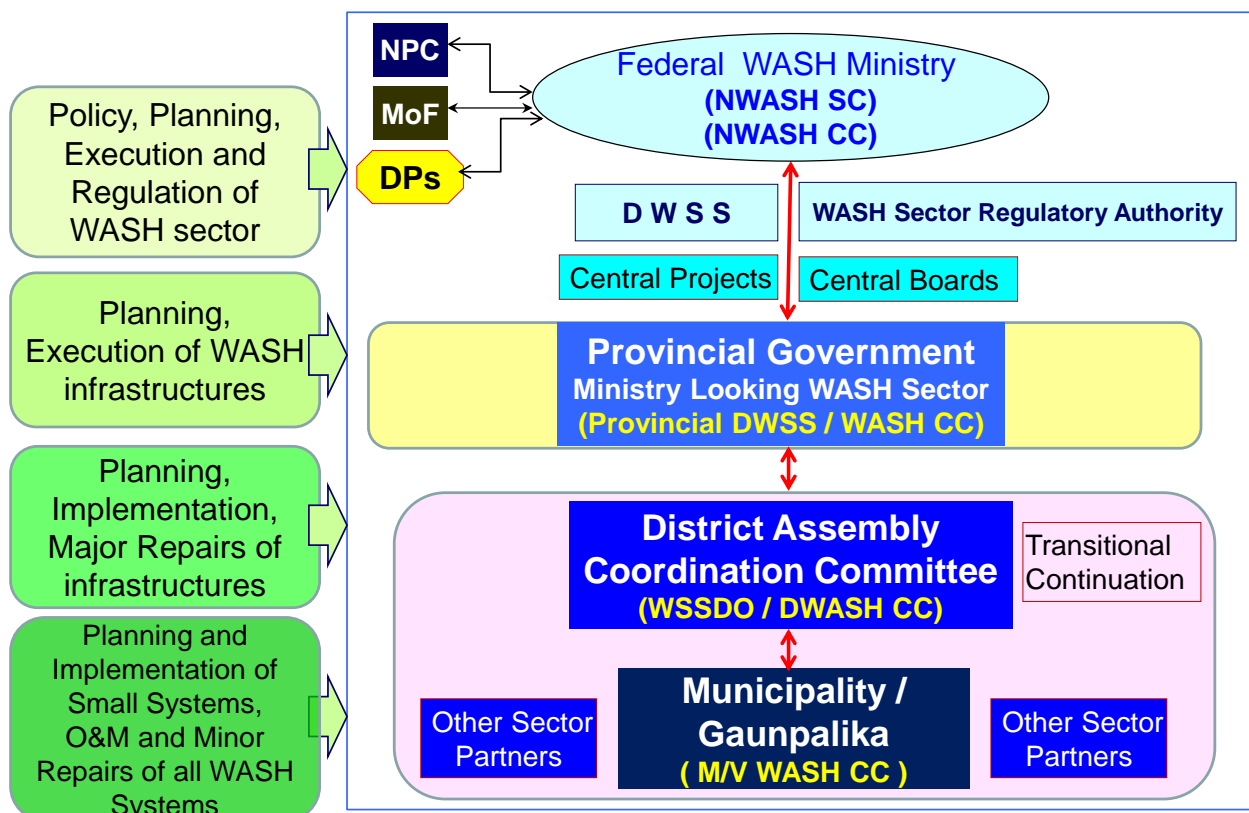 Policy, Planning,
Execution and
Regulation of
WASH sector
NPC
MoF
DPs
Federal WASH Ministry
(NWASH SC)
(NWASH CC)
D W S S
WASH Sector Regulatory Authority
Central Projects
Central Boards
Planning,
Execution of WASH
infrastructures
Provincial Government
Ministry Looking WASH Sector
(Provincial DWSS / WASH CC)
Planning,
Implementation,
Major Repairs of
infrastructures
District Assembly
Coordination Committee
(WSSDO / DWASH CC)
Transitional
Continuation
Planning and
Implementation of
Small Systems,
O&M and Minor
Repairs of all WASH
Systems
Other Sector
Partners
Municipality /
Gaunpalika
( M/V WASH CC )
Other Sector
Partners